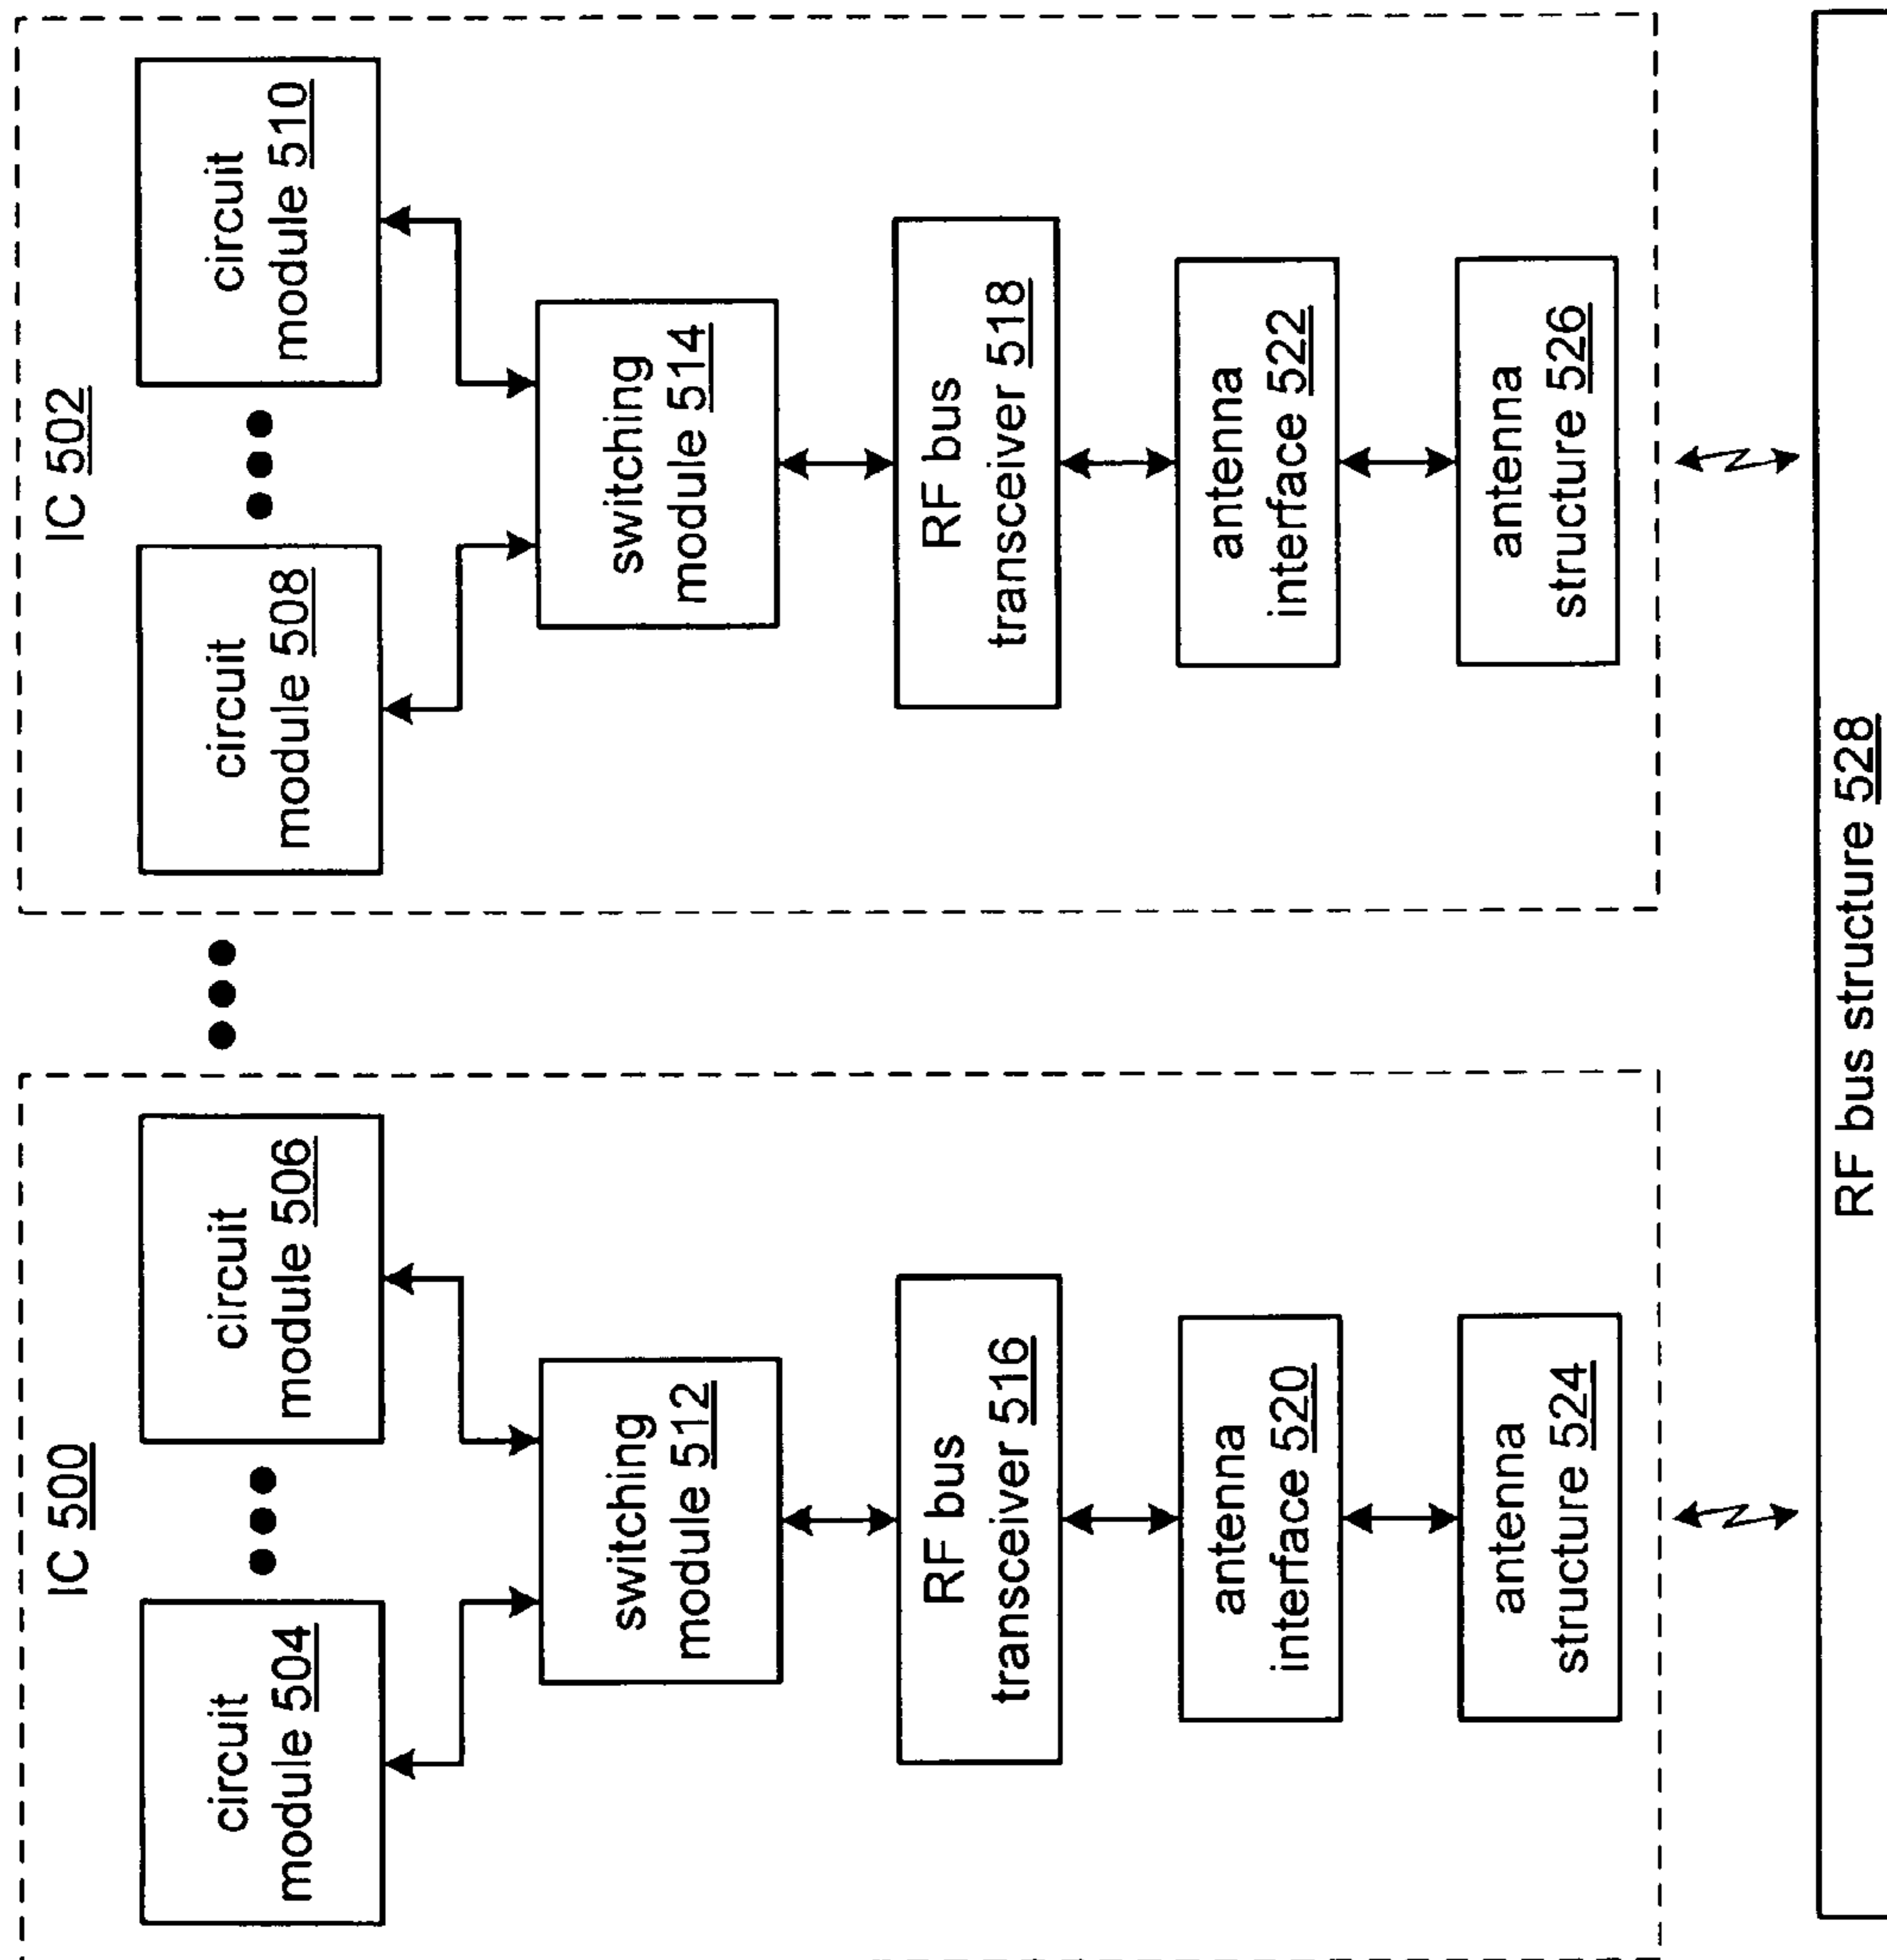 IC 500
circuit
module 504
circuit
module 506
switching
module 512
RF bus
transceiver 516
antenna
interface 520
antenna
structure 524
IC 502
circuit
module 508
circuit
module 510
switching
module 514
RF bus
transceiver 518
antenna
interface 522
antenna
structure 526
RF bus structure 528